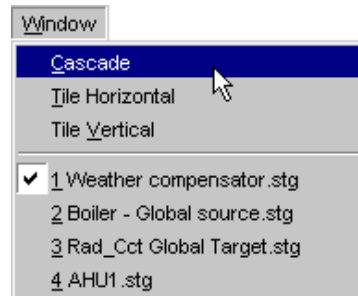 Window
Cascade
Tile Horizontal
Tile Vertical
1 Weather compensator.stg
2 Boiler - Global source.stg
3 Rad_Cct Global Target.stg
4 AHU1.stg